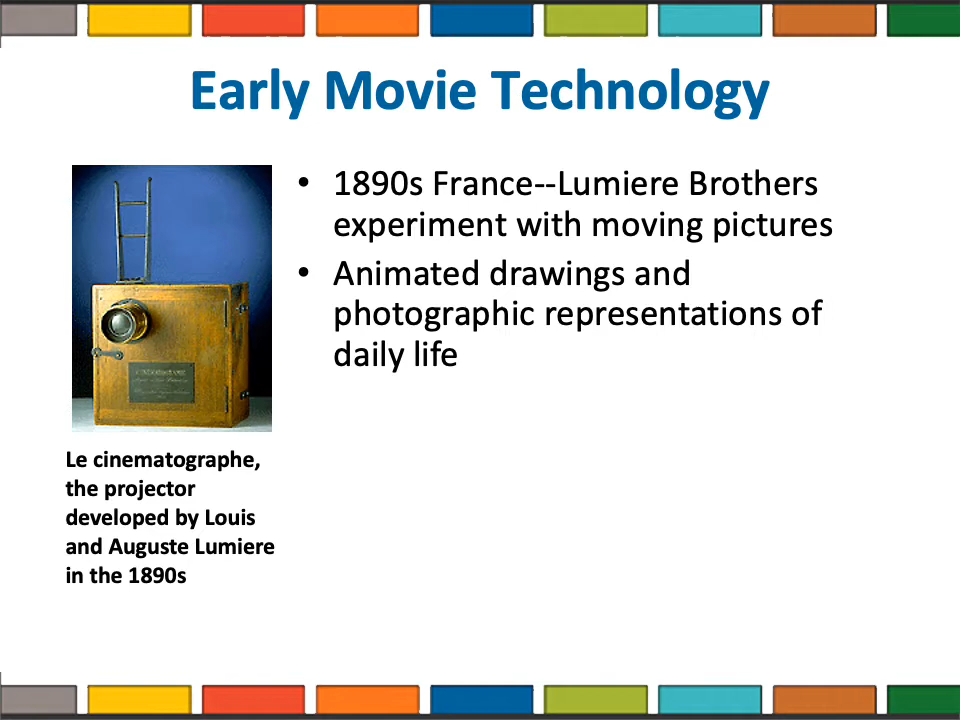 Early Movie Technology
• 1890s France--Lumiere Brothers
experiment with moving pictures
• Animated drawings and
photographic representations of
daily life
Le cinematographe,
the projector
developed by Louis
and Auguste Lumiere
in the 1890s